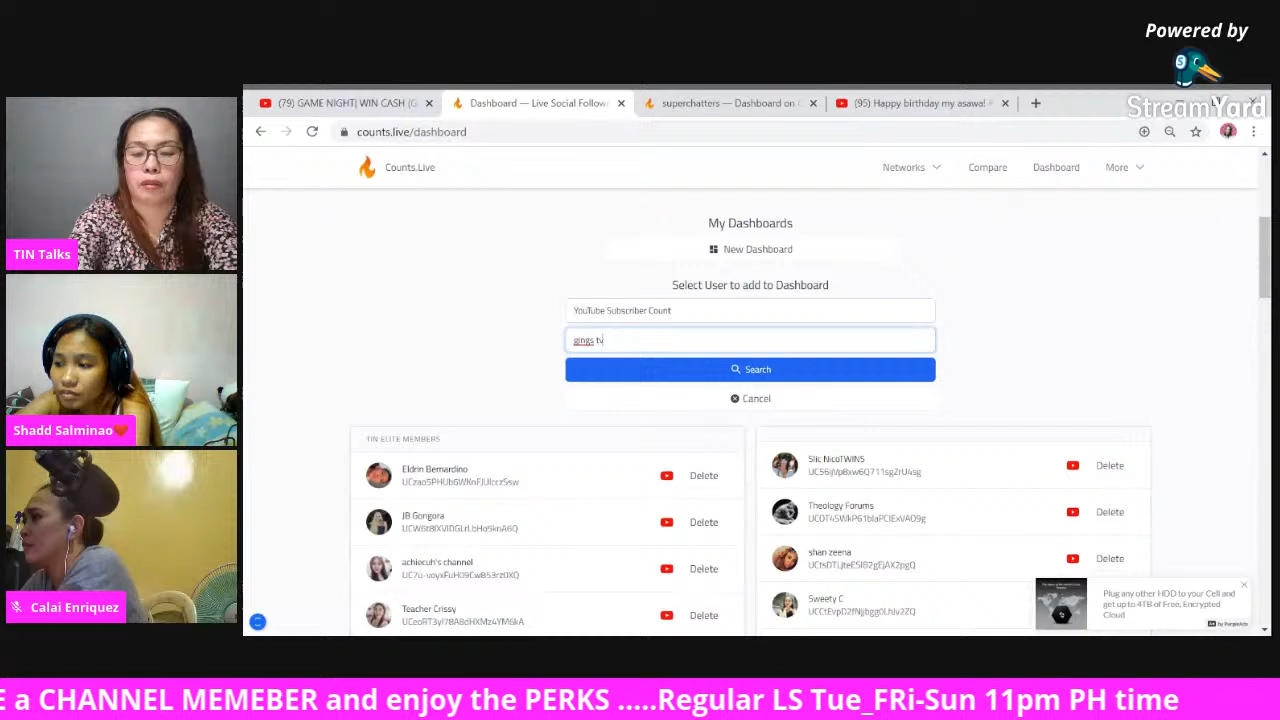 Powered by
StreamYard
(79) GAME NIGHT| WIN CASH (G
Dashboard — Live Social Follow
superchatters — Dashboard on C
(95) Happy birthday my asawa!
counts.live/dashboard
Counts.Live
Networks
Compare
Dashboard
More
My Dashboards
New Dashboard
Select User to add to Dashboard
YouTube Subscriber Count
gings tv
Search
Cancel
TIN ELITE MEMBERS
Eldrin Bernardino
Delete
JB Gongora
Delete
achiecuh's channel
Delete
Teacher Crissy
Delete
Slic NicoTWINS
Delete
Theology Forums
Delete
shan zeena
Delete
Sweety C
Plug any other HDD to your Cell and
get up to 4TB of Free, Encrypted
Cloud
Ad by PurpleAds
TIN Talks
Shadd Salminao❤️
Calai Enriquez
E a CHANNEL MEMEBER and enjoy the PERKS .....Regular LS Tue_FRi-Sun 11pm PH time